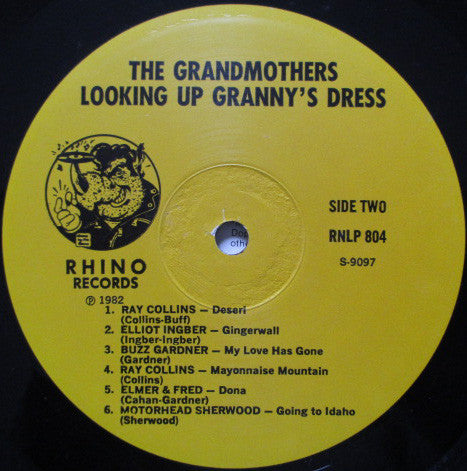 THE GRANDMOTHERS
LOOKING UP GRANNY'S DRESS
SIDE TWO
RNLP 804
S-9097
RHINO
RECORDS
℗ 1982
1. RAY COLLINS — Deseri
(Collins-Buff)
2. ELLIOT INGBER — Gingerwall
(Ingber-Ingber)
3. BUZZ GARDNER — My Love Has Gone
(Gardner)
4. RAY COLLINS — Mayonnaise Mountain
(Collins)
5. ELMER & FRED — Dona
(Cahan-Gardner)
6. MOTORHEAD SHERWOOD — Going to Idaho
(Sherwood)